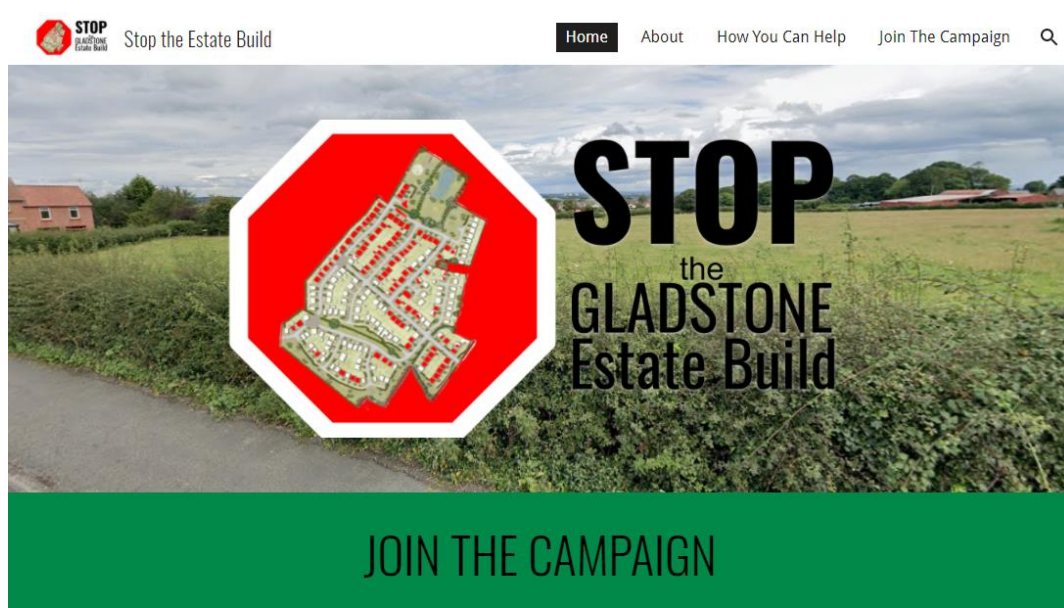 STOP
the
GLADSTONE
Estate Build
Stop the Estate Build
Home
About
How You Can Help
Join The Campaign
STOP
the
GLADSTONE
Estate Build
JOIN THE CAMPAIGN